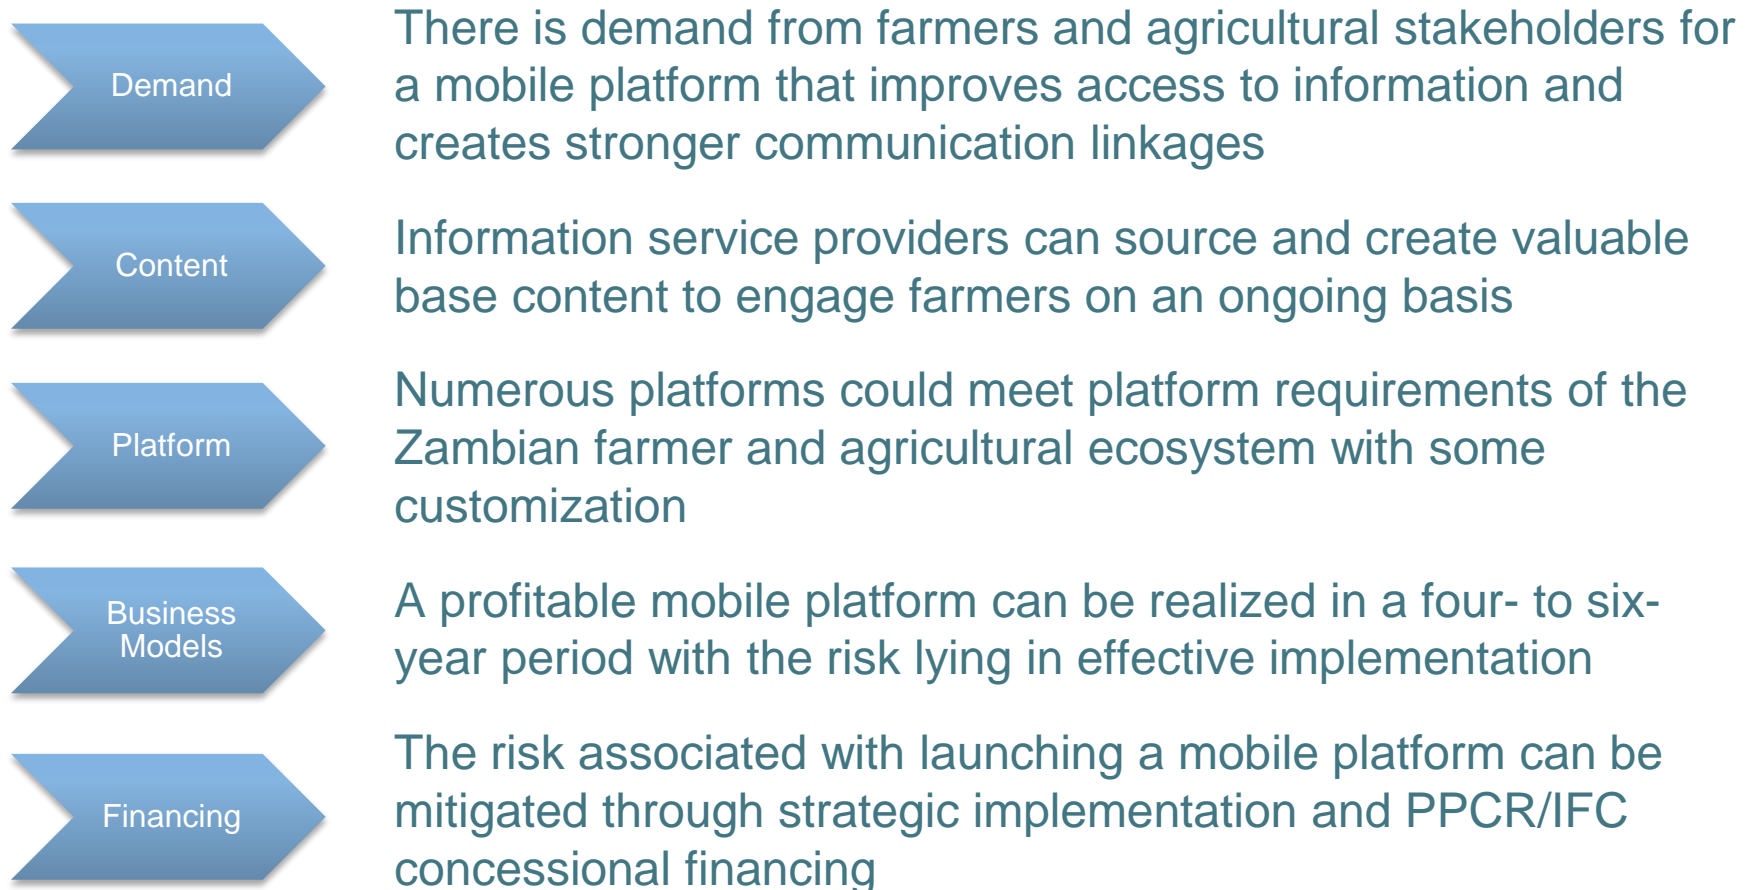 Demand
There is demand from farmers and agricultural stakeholders for
a mobile platform that improves access to information and
creates stronger communication linkages
Content
Information service providers can source and create valuable
base content to engage farmers on an ongoing basis
Platform
Numerous platforms could meet platform requirements of the
Zambian farmer and agricultural ecosystem with some
customization
Business
Models
A profitable mobile platform can be realized in a four- to six-
year period with the risk lying in effective implementation
Financing
The risk associated with launching a mobile platform can be
mitigated through strategic implementation and PPCR/IFC
concessional financing